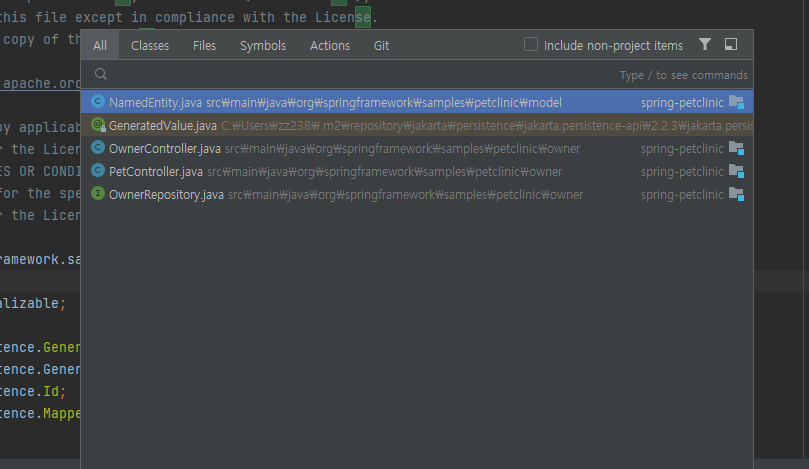 this file except in compliance with the License.
copy of th
All Classes Files Symbols Actions Git Include non-project items
Type / to see commands
apache.org
NamedEntity.java src₩main₩java₩org₩springframework₩samples₩petclinic₩model spring-petclinic
GeneratedValue.java C:₩Users₩zz238₩.m2₩repository₩jakarta₩persistence₩jakarta.persistence-api₩2.2.3₩jakarta.persis
by applicab
OwnerController.java src₩main₩java₩org₩springframework₩samples₩petclinic₩owner spring-petclinic
r the Licen
PetController.java src₩main₩java₩org₩springframework₩samples₩petclinic₩owner spring-petclinic
ES OR CONDI
OwnerRepository.java src₩main₩java₩org₩springframework₩samples₩petclinic₩owner spring-petclinic
for the spe
r the Licen
ramework.sa
alizable;
tence.Gener
tence.Gener
tence.Id;
tence.Mappe